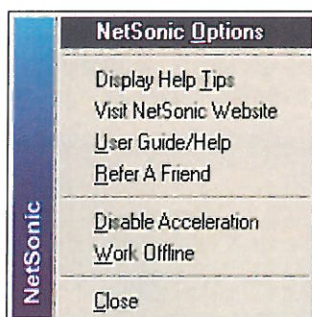 NetSonic Options
Display Help Tips
Visit NetSonic Website
User Guide/Help
Refer A Friend
Disable Acceleration
Work Offline
Close
NetSonic